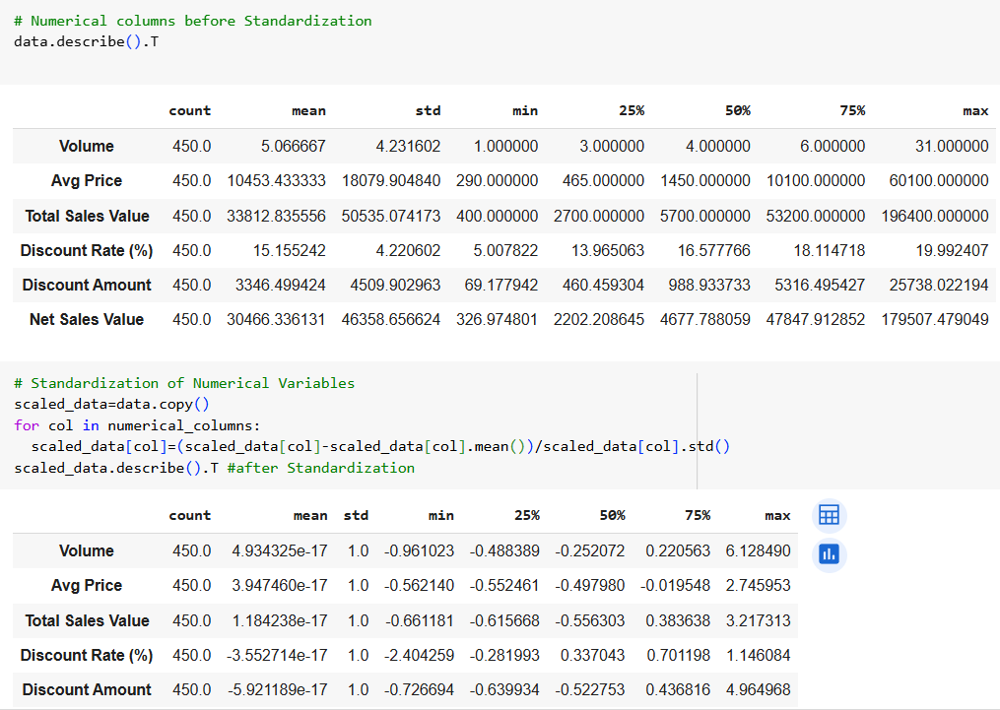 # Numerical columns before Standardization
data.describe().T
count mean std min 25% 50% 75% max
Volume 450.0 5.066667 4.231602 1.000000 3.000000 4.000000 6.000000 31.000000
Avg Price 450.0 10453.433333 18079.904840 290.000000 465.000000 1450.000000 10100.000000 60100.000000
Total Sales Value 450.0 33812.835556 50535.074173 400.000000 2700.000000 5700.000000 53200.000000 196400.000000
Discount Rate (%) 450.0 15.155242 4.220602 5.007822 13.965063 16.577766 18.114718 19.992407
Discount Amount 450.0 3346.499424 4509.902963 69.177942 460.459304 988.933733 5316.495427 25738.022194
Net Sales Value 450.0 30466.336131 46358.656624 326.974801 2202.208645 4677.788059 47847.912852 179507.479049
# Standardization of Numerical Variables
scaled_data=data.copy()
for col in numerical_columns:
  scaled_data[col]=(scaled_data[col]-scaled_data[col].mean())/scaled_data[col].std()
scaled_data.describe().T #after Standardization
count mean std min 25% 50% 75% max
Volume 450.0 4.934325e-17 1.0 -0.961023 -0.488389 -0.252072 0.220563 6.128490
Avg Price 450.0 3.947460e-17 1.0 -0.562140 -0.552461 -0.497980 -0.019548 2.745953
Total Sales Value 450.0 1.184238e-17 1.0 -0.661181 -0.615668 -0.556303 0.383638 3.217313
Discount Rate (%) 450.0 -3.552714e-17 1.0 -2.404259 -0.281993 0.337043 0.701198 1.146084
Discount Amount 450.0 -5.921189e-17 1.0 -0.726694 -0.639934 -0.522753 0.436816 4.964968